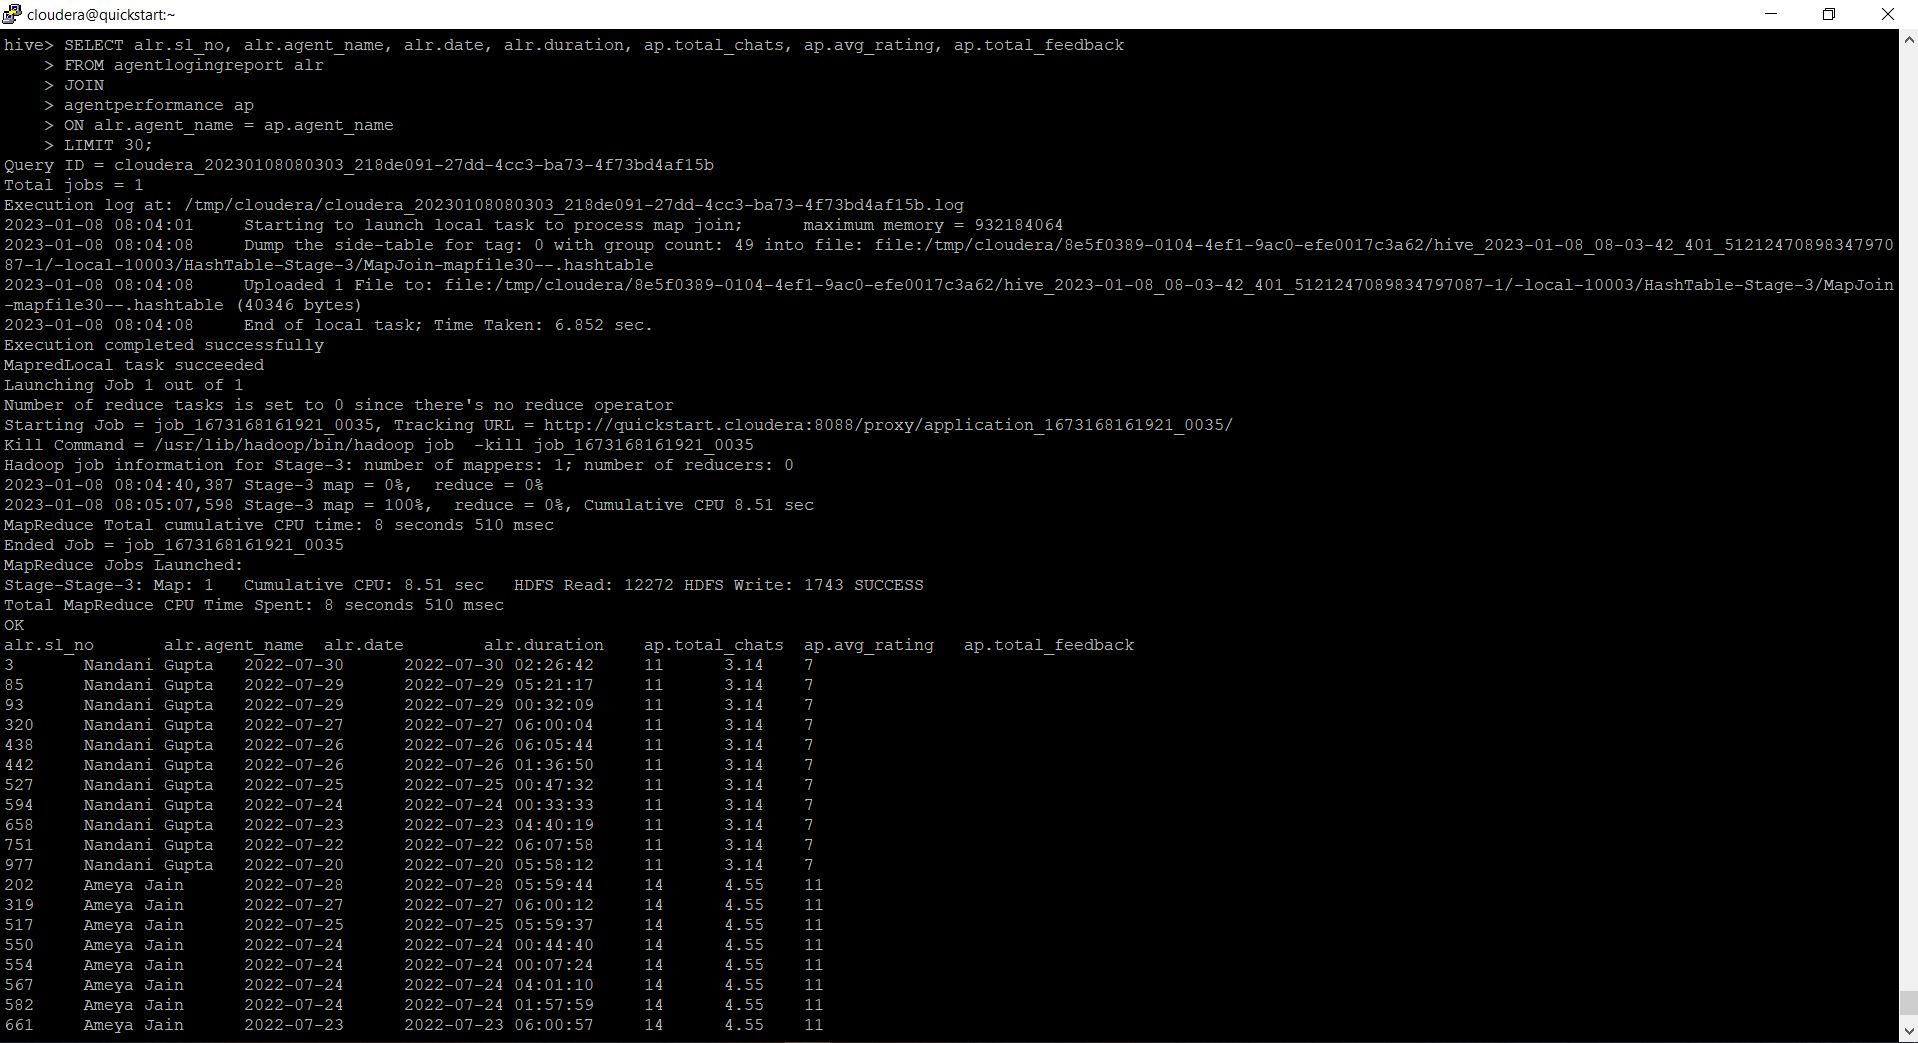 cloudera@quickstart:~
hive> SELECT alr.sl_no, alr.agent_name, alr.date, alr.duration, ap.total_chats, ap.avg_rating, ap.total_feedback
    > FROM agentlogingreport alr
    > JOIN
    > agentperformance ap
    > ON alr.agent_name = ap.agent_name
    > LIMIT 30;
Query ID = cloudera_20230108080303_218de091-27dd-4cc3-ba73-4f73bd4af15b
Total jobs = 1
Execution log at: /tmp/cloudera/cloudera_20230108080303_218de091-27dd-4cc3-ba73-4f73bd4af15b.log
2023-01-08 08:04:01     Starting to launch local task to process map join;      maximum memory = 932184064
2023-01-08 08:04:08     Dump the side-table for tag: 0 with group count: 49 into file: file:/tmp/cloudera/8e5f0389-0104-4ef1-9ac0-efe0017c3a62/hive_2023-01-08_08-03-42_401_51212470898347970
87-1/-local-10003/HashTable-Stage-3/MapJoin-mapfile30--.hashtable
2023-01-08 08:04:08     Uploaded 1 File to: file:/tmp/cloudera/8e5f0389-0104-4ef1-9ac0-efe0017c3a62/hive_2023-01-08_08-03-42_401_5121247089834797087-1/-local-10003/HashTable-Stage-3/MapJoin
-mapfile30--.hashtable (40346 bytes)
2023-01-08 08:04:08     End of local task; Time Taken: 6.852 sec.
Execution completed successfully
MapredLocal task succeeded
Launching Job 1 out of 1
Number of reduce tasks is set to 0 since there's no reduce operator
Starting Job = job_1673168161921_0035, Tracking URL = http://quickstart.cloudera:8088/proxy/application_1673168161921_0035/
Kill Command = /usr/lib/hadoop/bin/hadoop job  -kill job_1673168161921_0035
Hadoop job information for Stage-3: number of mappers: 1; number of reducers: 0
2023-01-08 08:04:40,387 Stage-3 map = 0%,  reduce = 0%
2023-01-08 08:05:07,598 Stage-3 map = 100%,  reduce = 0%, Cumulative CPU 8.51 sec
MapReduce Total cumulative CPU time: 8 seconds 510 msec
Ended Job = job_1673168161921_0035
MapReduce Jobs Launched:
Stage-Stage-3: Map: 1   Cumulative CPU: 8.51 sec   HDFS Read: 12272 HDFS Write: 1743 SUCCESS
Total MapReduce CPU Time Spent: 8 seconds 510 msec
OK
alr.sl_no       alr.agent_name  alr.date        alr.duration    ap.total_chats  ap.avg_rating   ap.total_feedback
3       Nandani Gupta   2022-07-30      2022-07-30 02:26:42     11      3.14    7
85      Nandani Gupta   2022-07-29      2022-07-29 05:21:17     11      3.14    7
93      Nandani Gupta   2022-07-29      2022-07-29 00:32:09     11      3.14    7
320     Nandani Gupta   2022-07-27      2022-07-27 06:00:04     11      3.14    7
438     Nandani Gupta   2022-07-26      2022-07-26 06:05:44     11      3.14    7
442     Nandani Gupta   2022-07-26      2022-07-26 01:36:50     11      3.14    7
527     Nandani Gupta   2022-07-25      2022-07-25 00:47:32     11      3.14    7
594     Nandani Gupta   2022-07-24      2022-07-24 00:33:33     11      3.14    7
658     Nandani Gupta   2022-07-23      2022-07-23 04:40:19     11      3.14    7
751     Nandani Gupta   2022-07-22      2022-07-22 06:07:58     11      3.14    7
977     Nandani Gupta   2022-07-20      2022-07-20 05:58:12     11      3.14    7
202     Ameya Jain      2022-07-28      2022-07-28 05:59:44     14      4.55    11
319     Ameya Jain      2022-07-27      2022-07-27 06:00:12     14      4.55    11
517     Ameya Jain      2022-07-25      2022-07-25 05:59:37     14      4.55    11
550     Ameya Jain      2022-07-24      2022-07-24 00:44:40     14      4.55    11
554     Ameya Jain      2022-07-24      2022-07-24 00:07:24     14      4.55    11
567     Ameya Jain      2022-07-24      2022-07-24 04:01:10     14      4.55    11
582     Ameya Jain      2022-07-24      2022-07-24 01:57:59     14      4.55    11
661     Ameya Jain      2022-07-23      2022-07-23 06:00:57     14      4.55    11